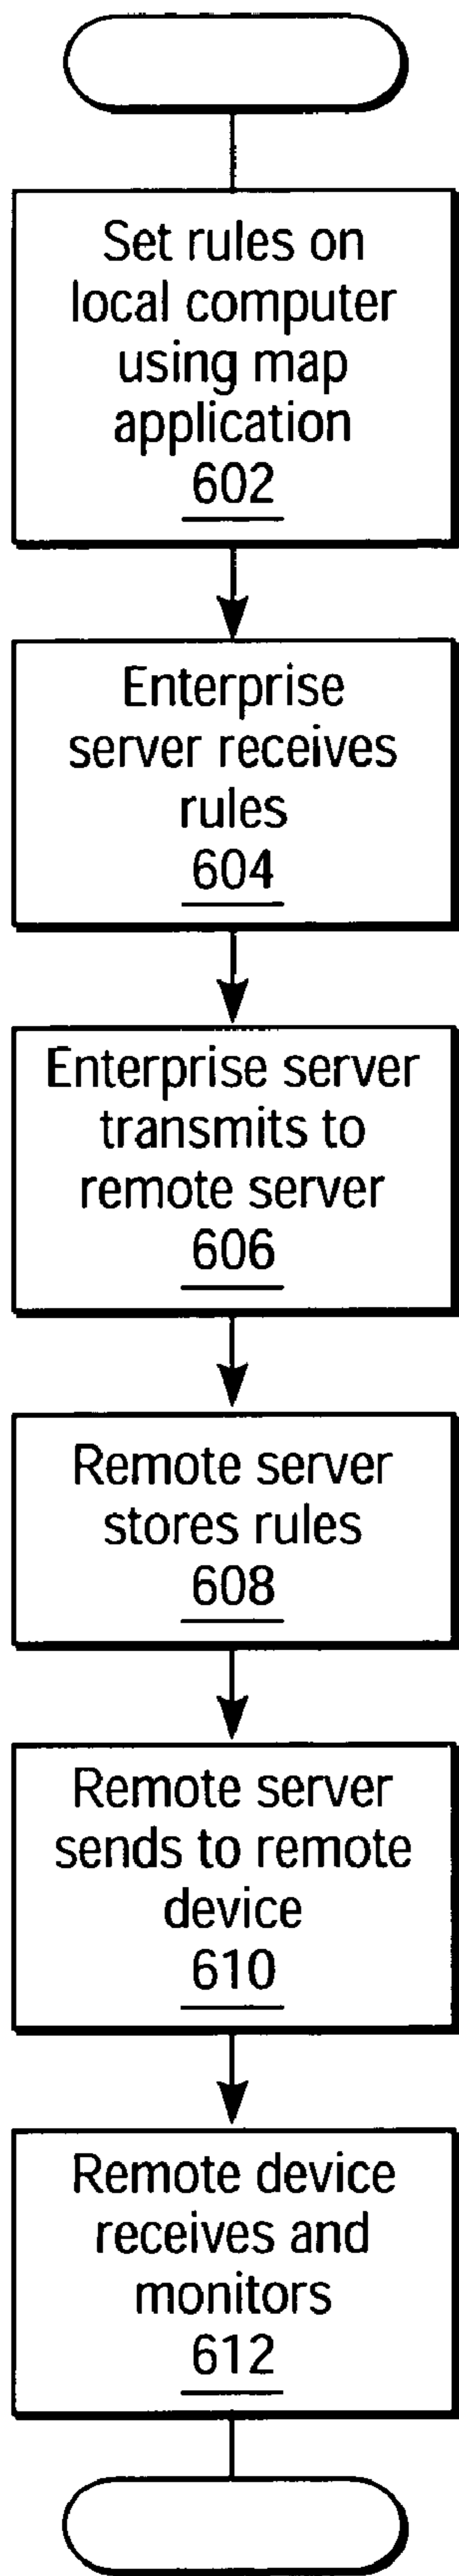 Set rules on
local computer
using map
application
602
Enterprise
server receives
rules
604
Enterprise server
transmits to
remote server
606
Remote server
stores rules
608
Remote server
sends to remote
device
610
Remote device
receives and
monitors
612